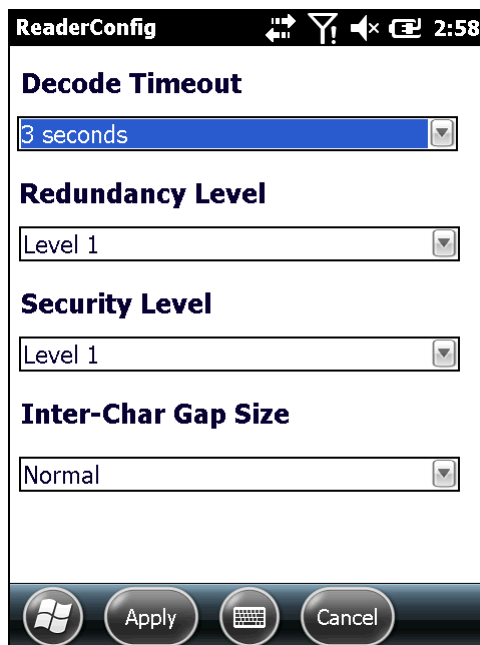 ReaderConfig 2:58
Decode Timeout
3 seconds
Redundancy Level
Level 1
Security Level
Level 1
Inter-Char Gap Size
Normal
Apply Cancel